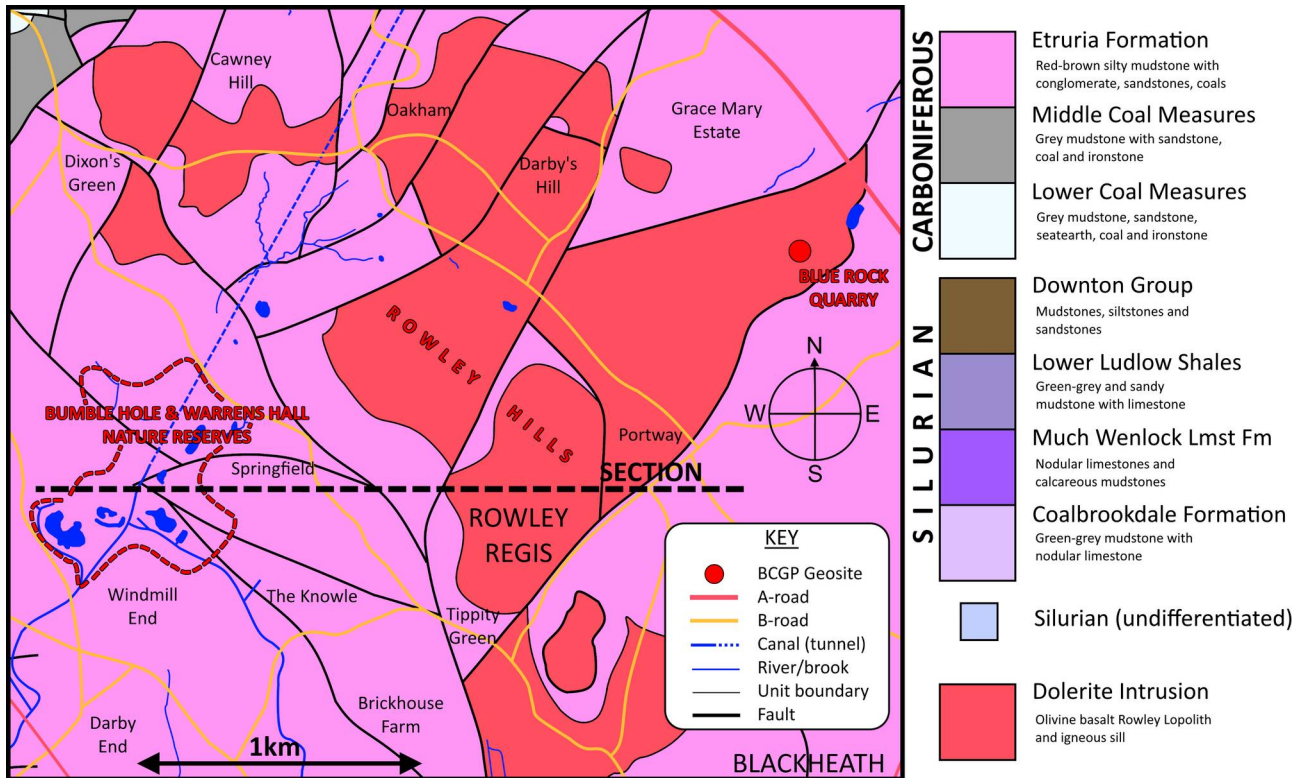 Cawney
Hill
Oakham
Grace Mary
Estate
Dixon's
Green
Darby's
Hill
BLUE ROCK
QUARRY
ROWLEY
HILLS
N
W
E
S
BUMBLE HOLE & WARRENS HALL
NATURE RESERVES
Portway
Springfield
SECTION
ROWLEY
REGIS
Windmill
End
The Knowle
Tippity
Green
Brickhouse
Farm
Darby
End
1km
BLACKHEATH
KEY
BCGP Geosite
A-road
B-road
Canal (tunnel)
River/brook
Unit boundary
Fault
CARBONIFEROUS
Etruria Formation
Red-brown silty mudstone with
conglomerate, sandstones, coals
Middle Coal Measures
Grey mudstone with sandstone,
coal and ironstone
Lower Coal Measures
Grey mudstone, sandstone,
seatearth, coal and ironstone
SILURIAN
Downton Group
Mudstones, siltstones and
sandstones
Lower Ludlow Shales
Green-grey and sandy
mudstone with limestone
Much Wenlock Lmst Fm
Nodular limestones and
calcareous mudstones
Coalbrookdale Formation
Green-grey mudstone with
nodular limestone
Silurian (undifferentiated)
Dolerite Intrusion
Olivine basalt Rowley Lopolith
and igneous sill